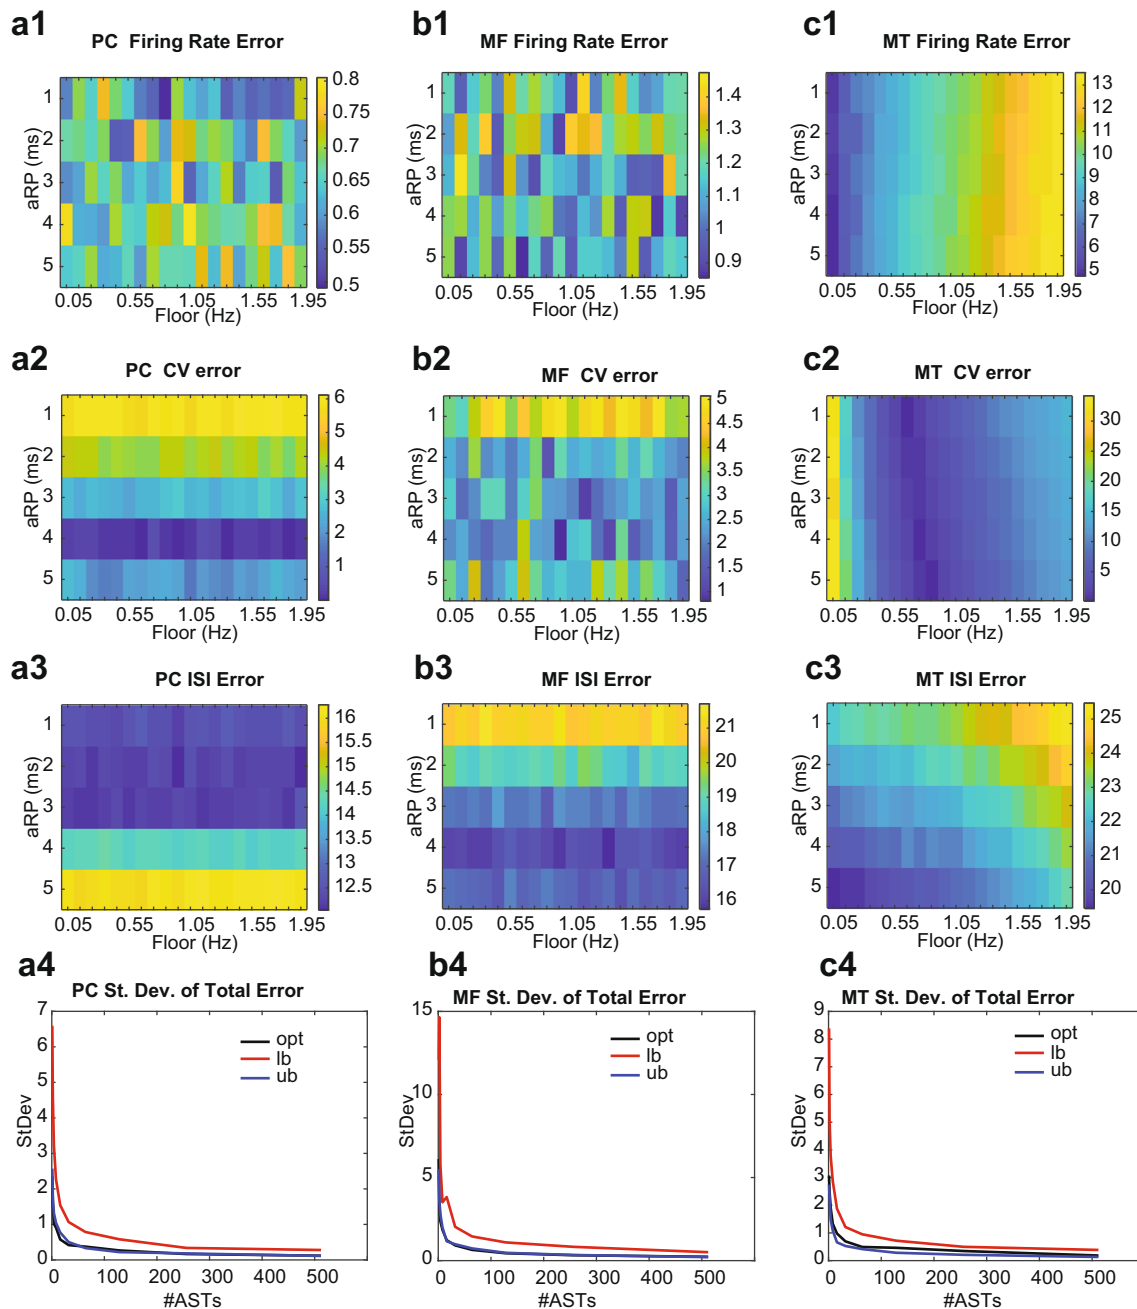 a1
PC Firing Rate Error
aRP (ms)
1
2
3
4
5
0.05 0.55 1.05 1.55 1.95
Floor (Hz)
0.8
0.75
0.7
0.65
0.6
0.55
0.5
b1
MF Firing Rate Error
aRP (ms)
1
2
3
4
5
0.05 0.55 1.05 1.55 1.95
Floor (Hz)
1.4
1.3
1.2
1.1
1
0.9
c1
MT Firing Rate Error
aRP (ms)
1
2
3
4
5
0.05 0.55 1.05 1.55 1.95
Floor (Hz)
13
12
11
10
9
8
7
6
5
a2
PC CV error
aRP (ms)
1
2
3
4
5
0.05 0.55 1.05 1.55 1.95
Floor (Hz)
6
5
4
3
2
1
b2
MF CV error
aRP (ms)
1
2
3
4
5
0.05 0.55 1.05 1.55 1.95
Floor (Hz)
5
4.5
4
3.5
3
2.5
2
1.5
1
c2
MT CV error
aRP (ms)
1
2
3
4
5
0.05 0.55 1.05 1.55 1.95
Floor (Hz)
30
25
20
15
10
5
a3
PC ISI Error
aRP (ms)
1
2
3
4
5
0.05 0.55 1.05 1.55 1.95
Floor (Hz)
16
15.5
15
14.5
14
13.5
13
12.5
b3
MF ISI Error
aRP (ms)
1
2
3
4
5
0.05 0.55 1.05 1.55 1.95
Floor (Hz)
21
20
19
18
17
16
c3
MT ISI Error
aRP (ms)
1
2
3
4
5
0.05 0.55 1.05 1.55 1.95
Floor (Hz)
25
24
23
22
21
20
a4
PC St. Dev. of Total Error
StDev
7
6
5
4
3
2
1
0
opt
lb
ub
0 100 200 300 400 500
#ASTs
b4
MF St. Dev. of Total Error
StDev
15
10
5
0
opt
lb
ub
0 100 200 300 400 500
#ASTs
c4
MT St. Dev. of Total Error
StDev
9
8
7
6
5
4
3
2
1
0
opt
lb
ub
0 100 200 300 400 500
#ASTs